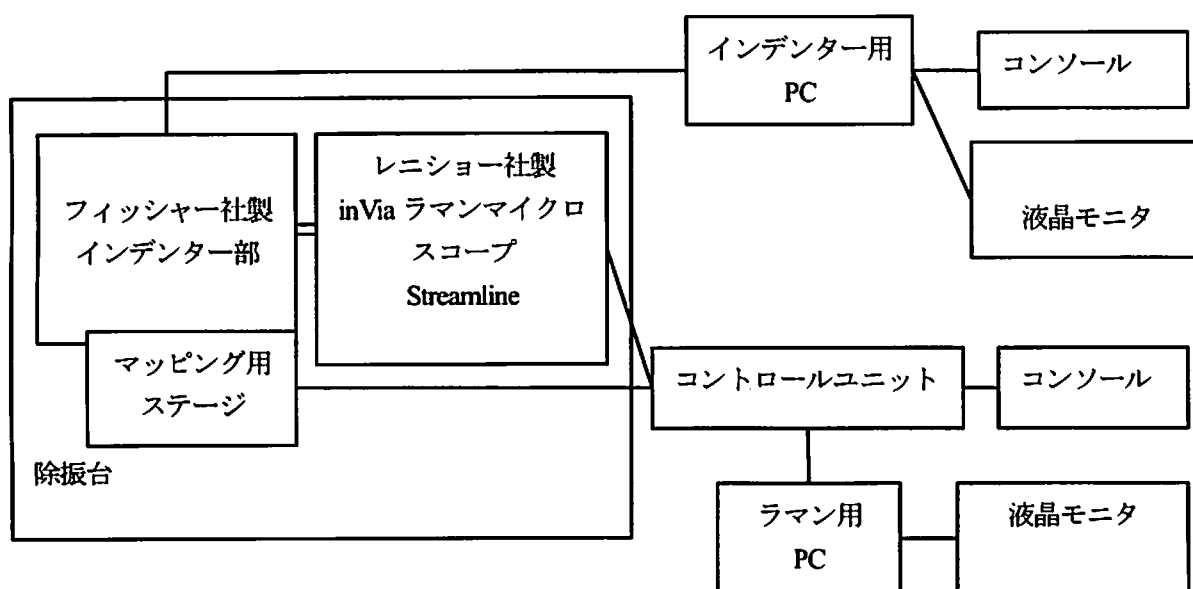 インデンター用
PC
コンソール
液晶モニタ
フィッシャー社製
インデンター部
レニショー社製
inVia ラマンマイクロ
スコープ
Streamline
マッピング用
ステージ
除振台
コントロールユニット
コンソール
ラマン用
PC
液晶モニタ